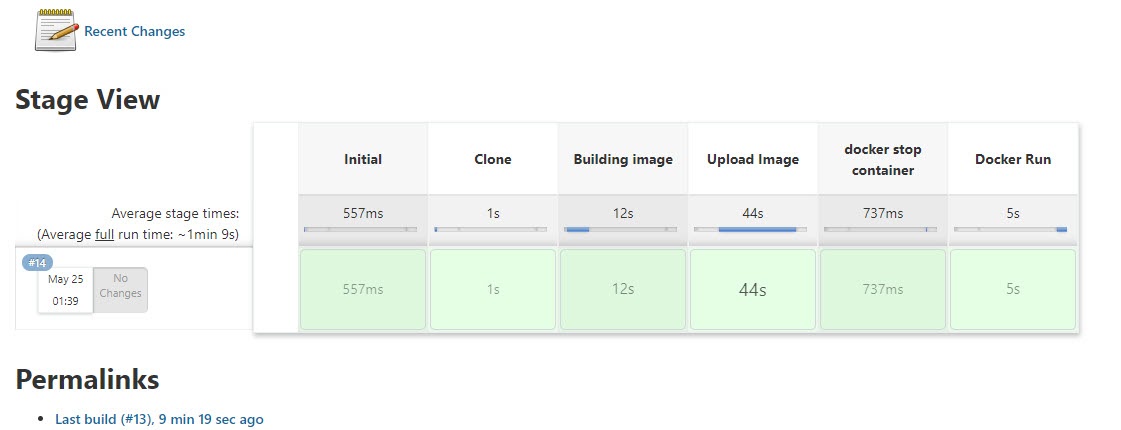 Recent Changes
Stage View
Initial
Clone
Building image
Upload Image
docker stop
container
Docker Run
Average stage times:
(Average full run time: ~1min 9s)
557ms
1s
12s
44s
737ms
5s
#14
May 25
01:39
No
Changes
557ms
1s
12s
44s
737ms
5s
Permalinks
Last build (#13), 9 min 19 sec ago